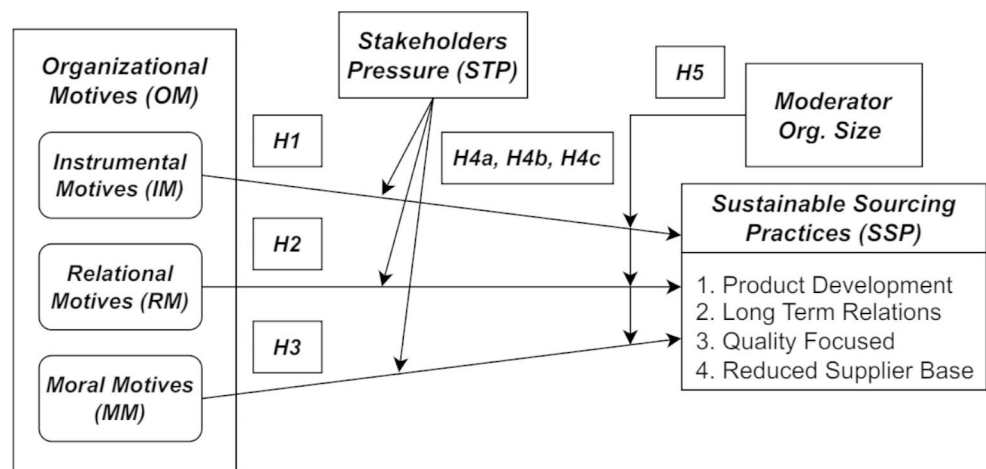 Organizational
Motives (OM)
Instrumental
Motives (IM)
Relational
Motives (RM)
Moral Motives
(MM)
H1
H2
H3
Stakeholders
Pressure (STP)
H4a, H4b, H4c
H5
Moderator
Org. Size
Sustainable Sourcing
Practices (SSP)
1. Product Development
2. Long Term Relations
3. Quality Focused
4. Reduced Supplier Base